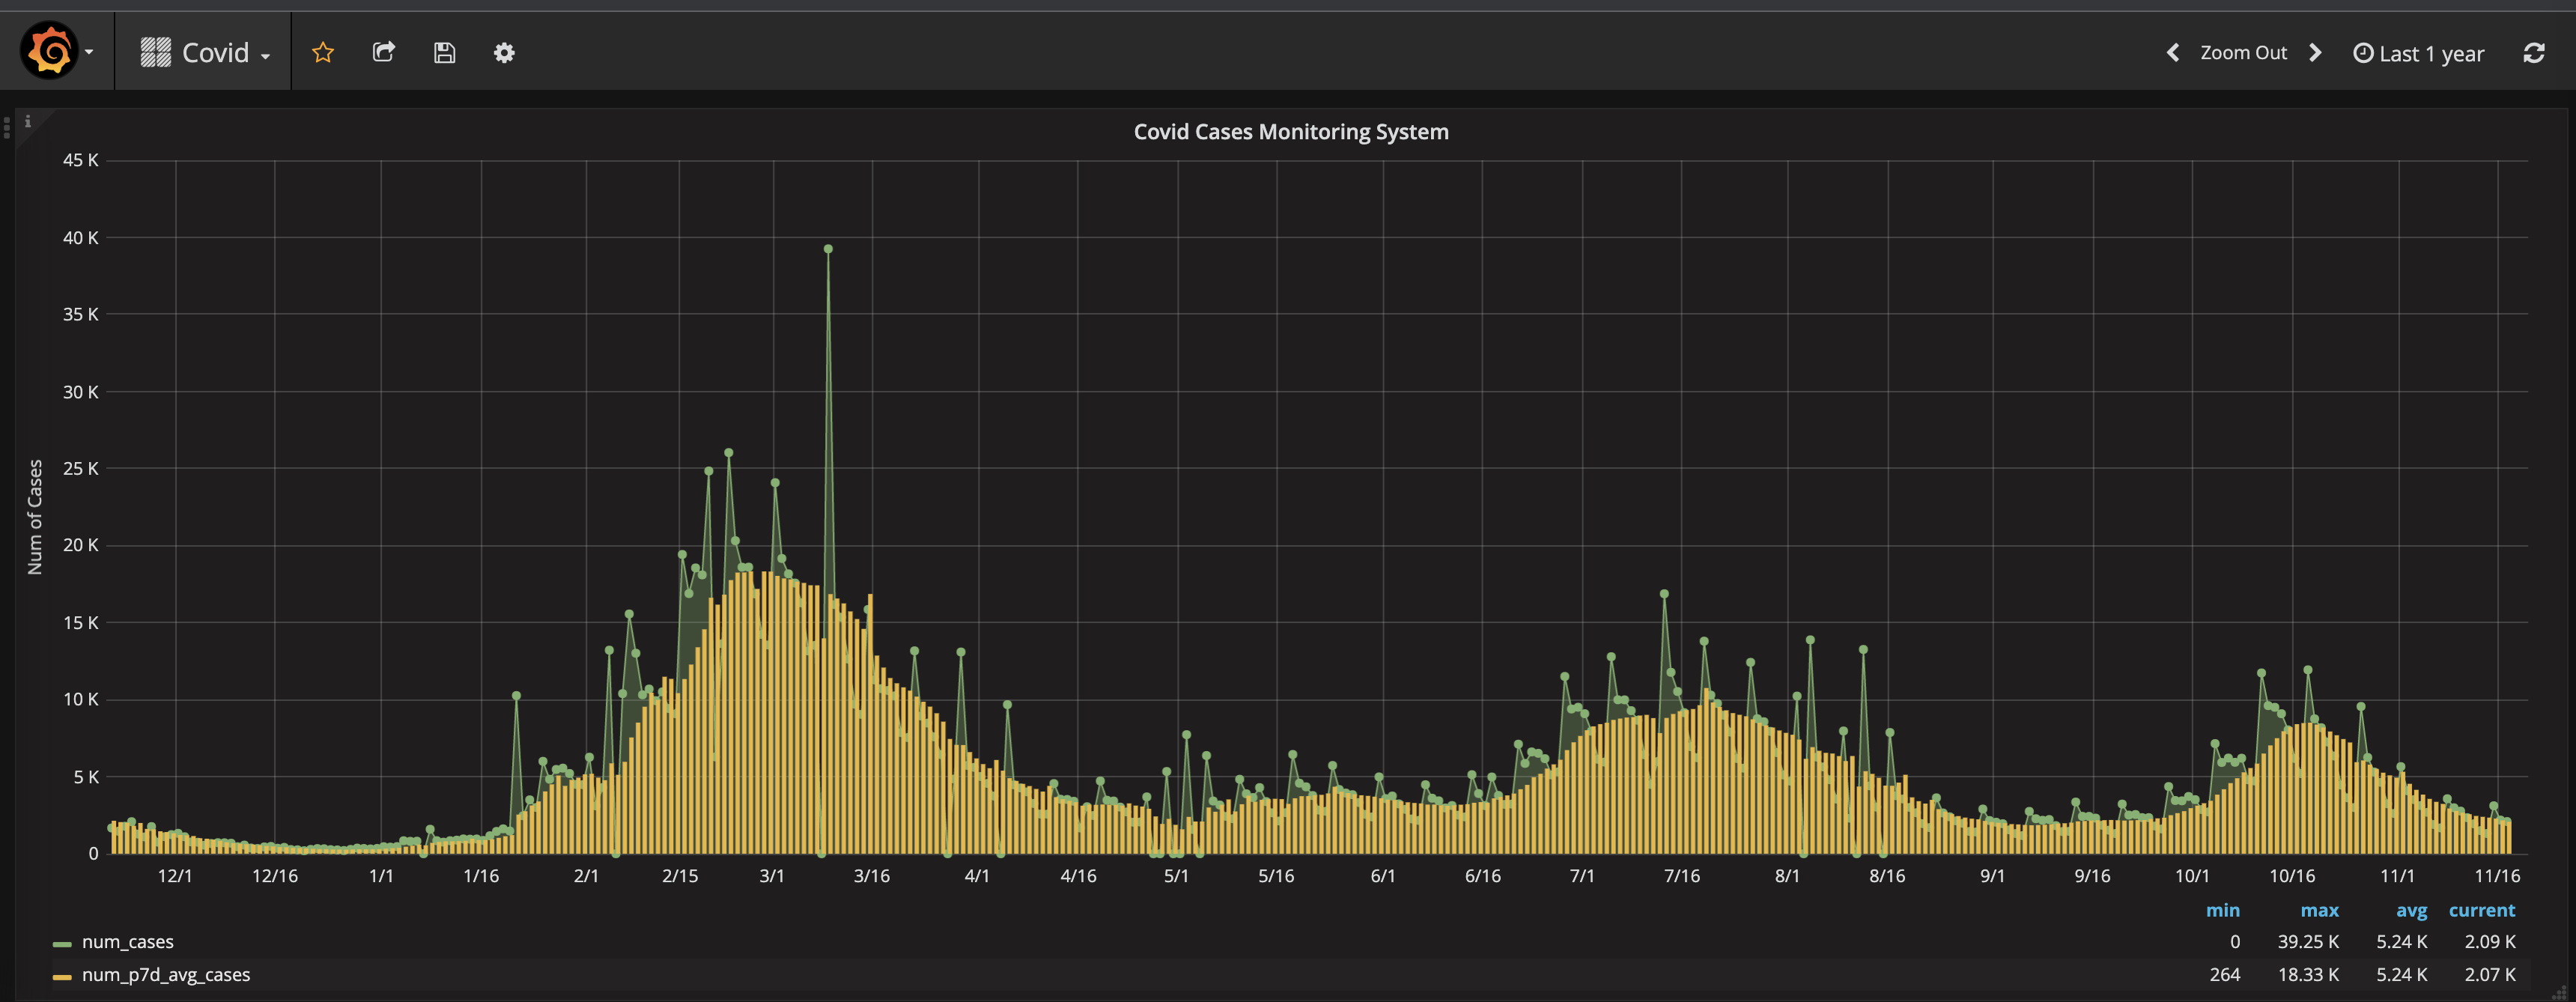 Covid
Zoom Out
Last 1 year
i
Covid Cases Monitoring System
Num of Cases
45 K
40 K
35 K
30 K
25 K
20 K
15 K
10 K
5 K
0
12/1 12/16 1/1 1/16 2/1 2/15 3/1 3/16 4/1 4/16 5/1 5/16 6/1 6/16 7/1 7/16 8/1 8/16 9/1 9/16 10/1 10/16 11/1 11/16
min max avg current
num_cases 0 39.25 K 5.24 K 2.09 K
num_p7d_avg_cases 264 18.33 K 5.24 K 2.07 K